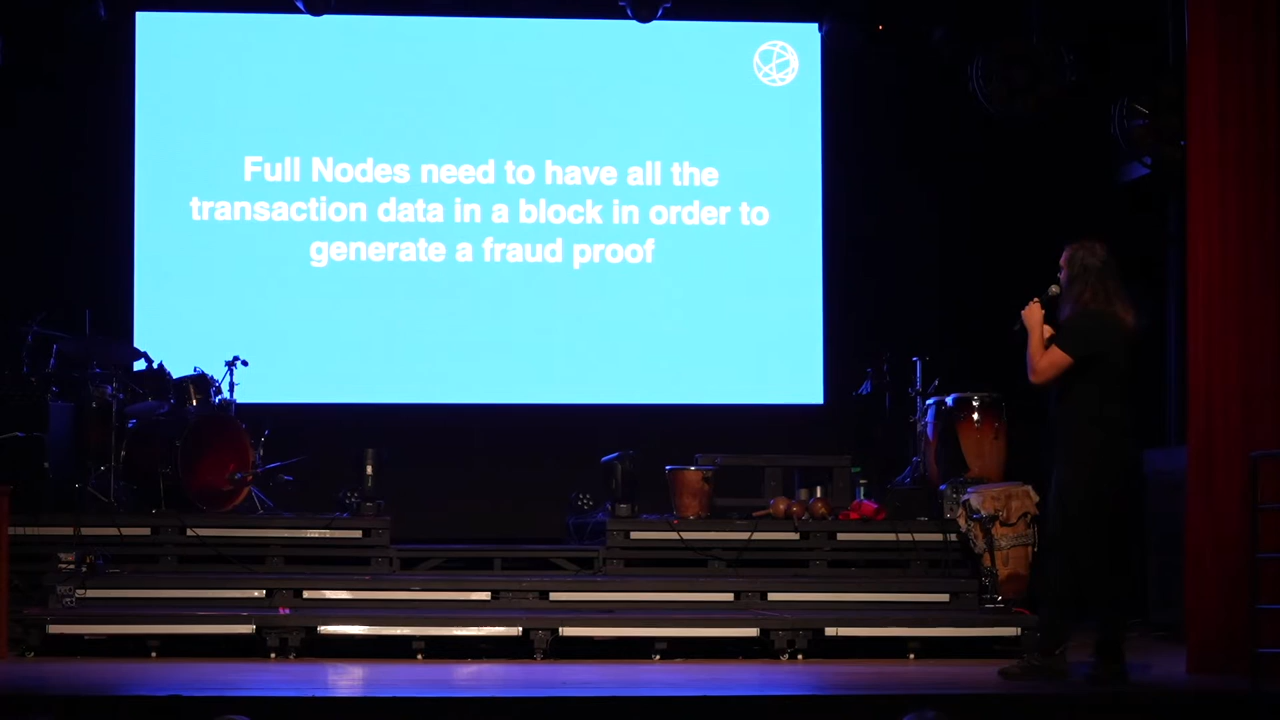 Full Nodes need to have all the
transaction data in a block in order to
generate a fraud proof